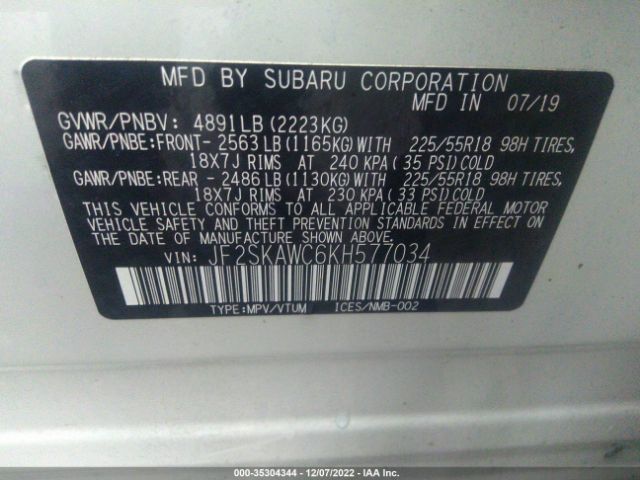 MFD BY SUBARU CORPORATION
MFD IN 07/19
GVWR/PNBV: 4891LB (2223KG)
GAWR/PNBE:FRONT- 2563 LB (1165KG) WITH 225/55R18 98H TIRES,
18X7J RIMS AT 240 KPA ( 35 PSI) COLD
GAWR/PNBE:REAR - 2486 LB (1130KG) WITH 225/55R18 98H TIRES,
18X7J RIMS AT 230 KPA ( 33 PSI) COLD
THIS VEHICLE CONFORMS TO ALL APPLICABLE FEDERAL MOTOR
VEHICLE SAFETY AND THEFT PREVENTION STANDARDS IN EFFECT ON
THE DATE OF MANUFACTURE SHOWN ABOVE.
VIN: JF2SKAWC6KH577034
TYPE:MPV/VTUM ICES/NMB-002
000-35304344 - 12/07/2022 - IAA Inc.